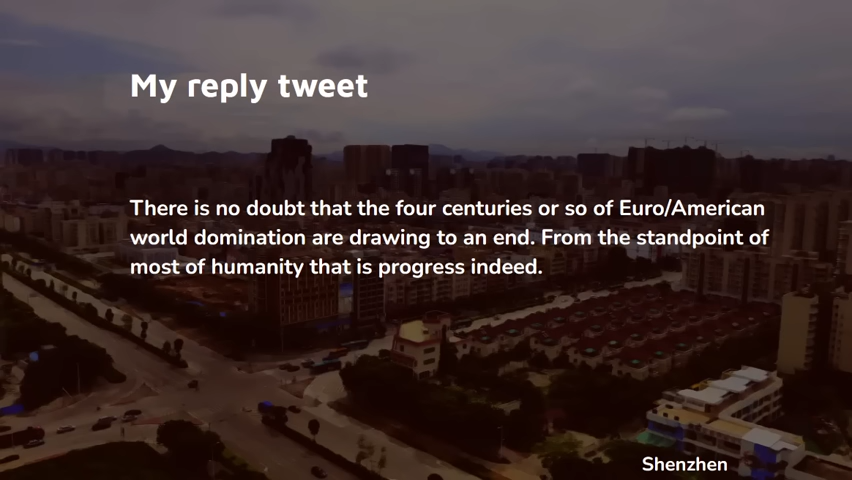 My reply tweet
There is no doubt that the four centuries or so of Euro/American
world domination are drawing to an end. From the standpoint of
most of humanity that is progress indeed.
Shenzhen